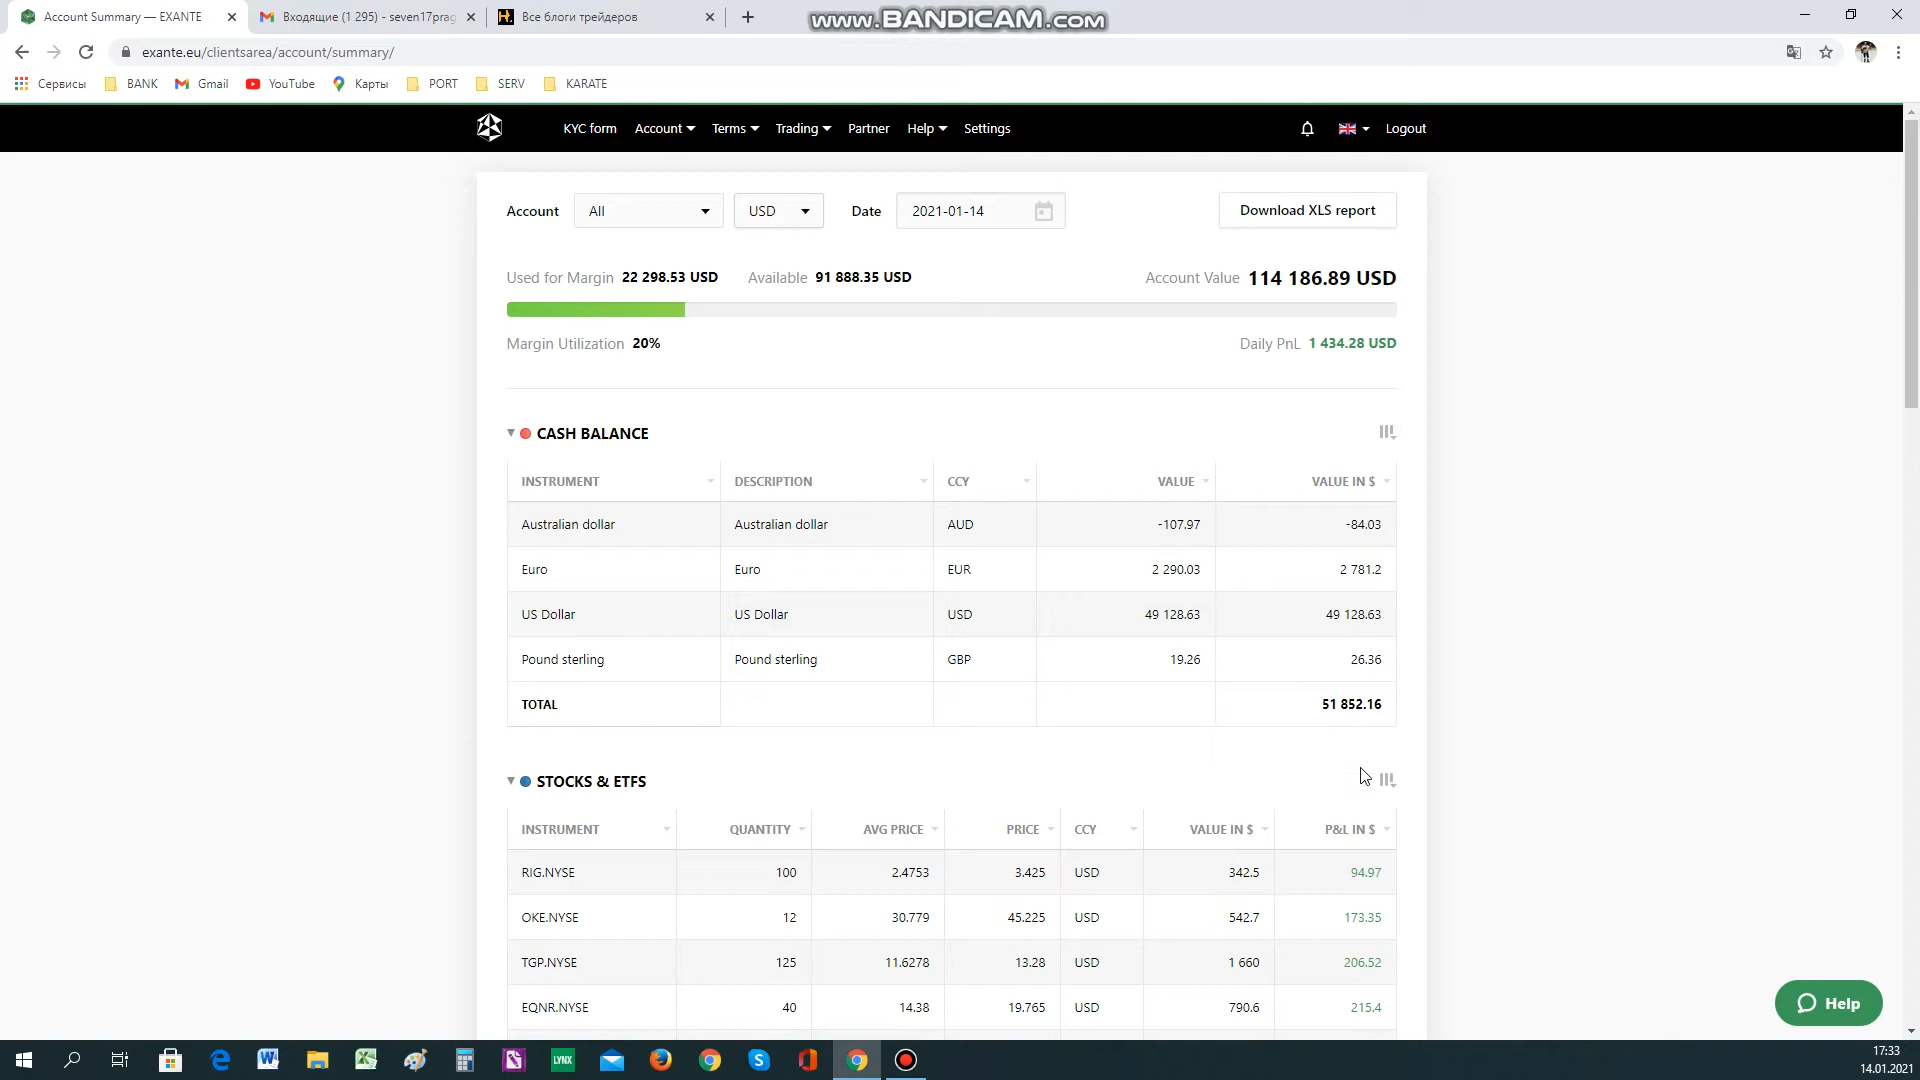 Account Summary — EXANTE
Входящие (1 295) - seven17prag
Все блоги трейдеров
www.BANDICAM.com
exante.eu/clientsarea/account/summary/
Сервисы BANK Gmail YouTube Карты PORT SERV KARATE
KYC form Account Terms Trading Partner Help Settings Logout
Account All USD Date 2021-01-14 Download XLS report
Used for Margin 22 298.53 USD Available 91 888.35 USD Account Value 114 186.89 USD
Margin Utilization 20% Daily PnL 1 434.28 USD
CASH BALANCE
INSTRUMENT DESCRIPTION CCY VALUE VALUE IN $
Australian dollar Australian dollar AUD -107.97 -84.03
Euro Euro EUR 2 290.03 2 781.2
US Dollar US Dollar USD 49 128.63 49 128.63
Pound sterling Pound sterling GBP 19.26 26.36
TOTAL 51 852.16
STOCKS & ETFS
INSTRUMENT QUANTITY AVG PRICE PRICE CCY VALUE IN $ P&L IN $
RIG.NYSE 100 2.4753 3.425 USD 342.5 94.97
OKE.NYSE 12 30.779 45.225 USD 542.7 173.35
TGP.NYSE 125 11.6278 13.28 USD 1 660 206.52
EQNR.NYSE 40 14.38 19.765 USD 790.6 215.4
Help
LYNX
17:33
14.01.2021